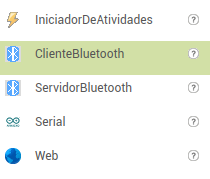 IniciadorDeAtividades ?
ClienteBluetooth ?
ServidorBluetooth ?
Serial ?
Web ?